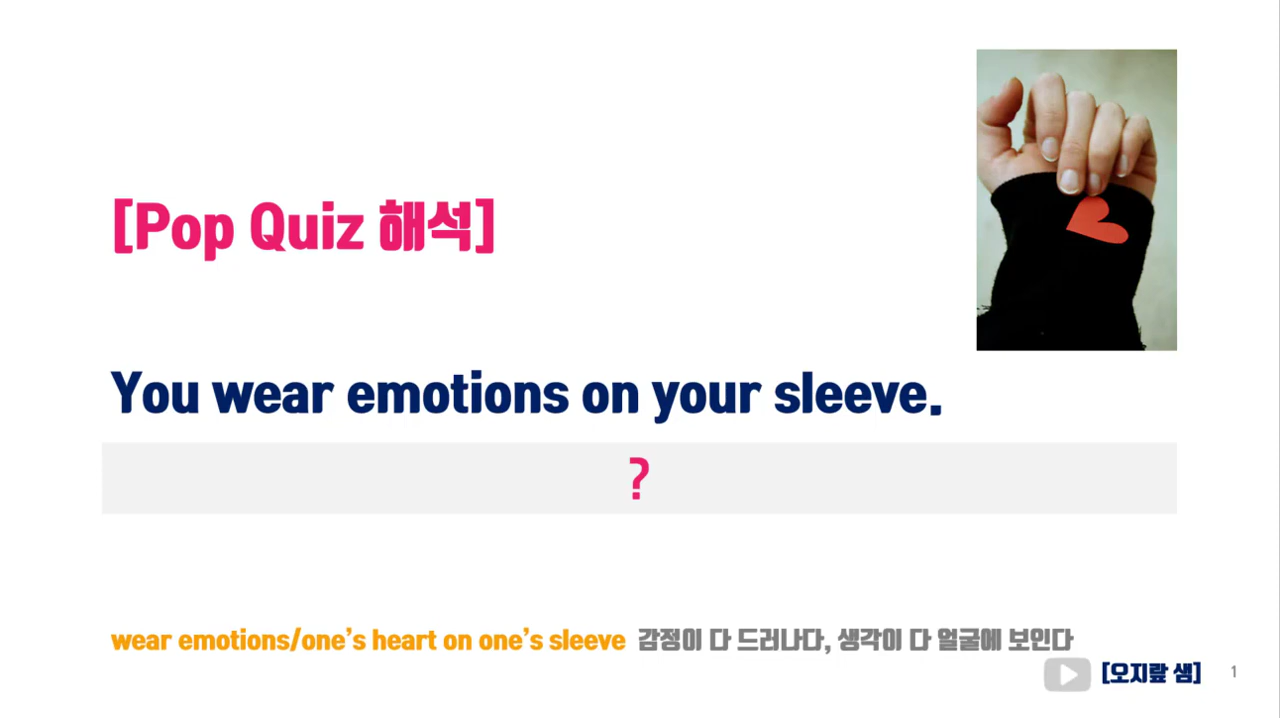 [Pop Quiz 해석]
You wear emotions on your sleeve.
?
wear emotions/one's heart on one's sleeve 감정이 다 드러나다, 생각이 다 얼굴에 보인다
[오지랖 샘] 1